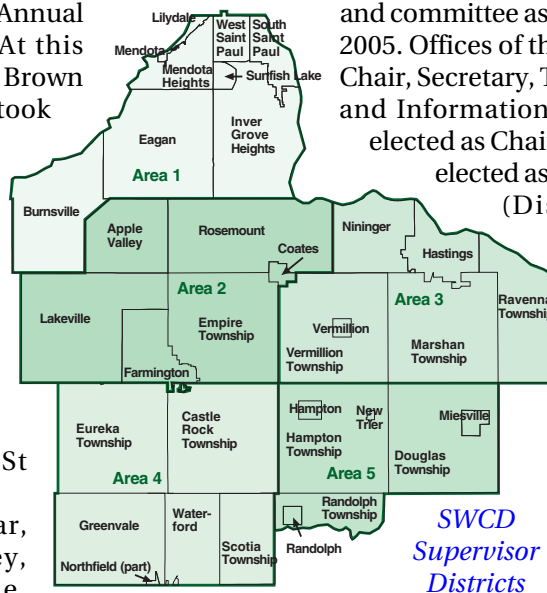 Annual
At this
Brown
took
and committee as
2005. Offices of th
Chair, Secretary, T
and Information
elected as Chai
elected as
(Dis
Lilydale
West
Saint
Paul
South
Saint
Paul
Mendota
Mendota
Heights
Sunfish Lake
Inver
Grove
Heights
Eagan
Area 1
Burnsville
Apple
Valley
Rosemount
Coates
Nininger
Hastings
Area 2
Area 3
Ravenna
Township
Lakeville
Empire
Township
Vermillion
Vermillion
Township
Marshan
Township
Farmington
Eureka
Township
Castle
Rock
Township
Hampton
New
Trier
Miesville
Hampton
Township
Douglas
Township
Area 4
Area 5
St
ar,
ey,
e
Greenvale
Water-
ford
Scotia
Township
Randolph
Township
Randolph
Northfield (part)
SWCD
Supervisor
Districts